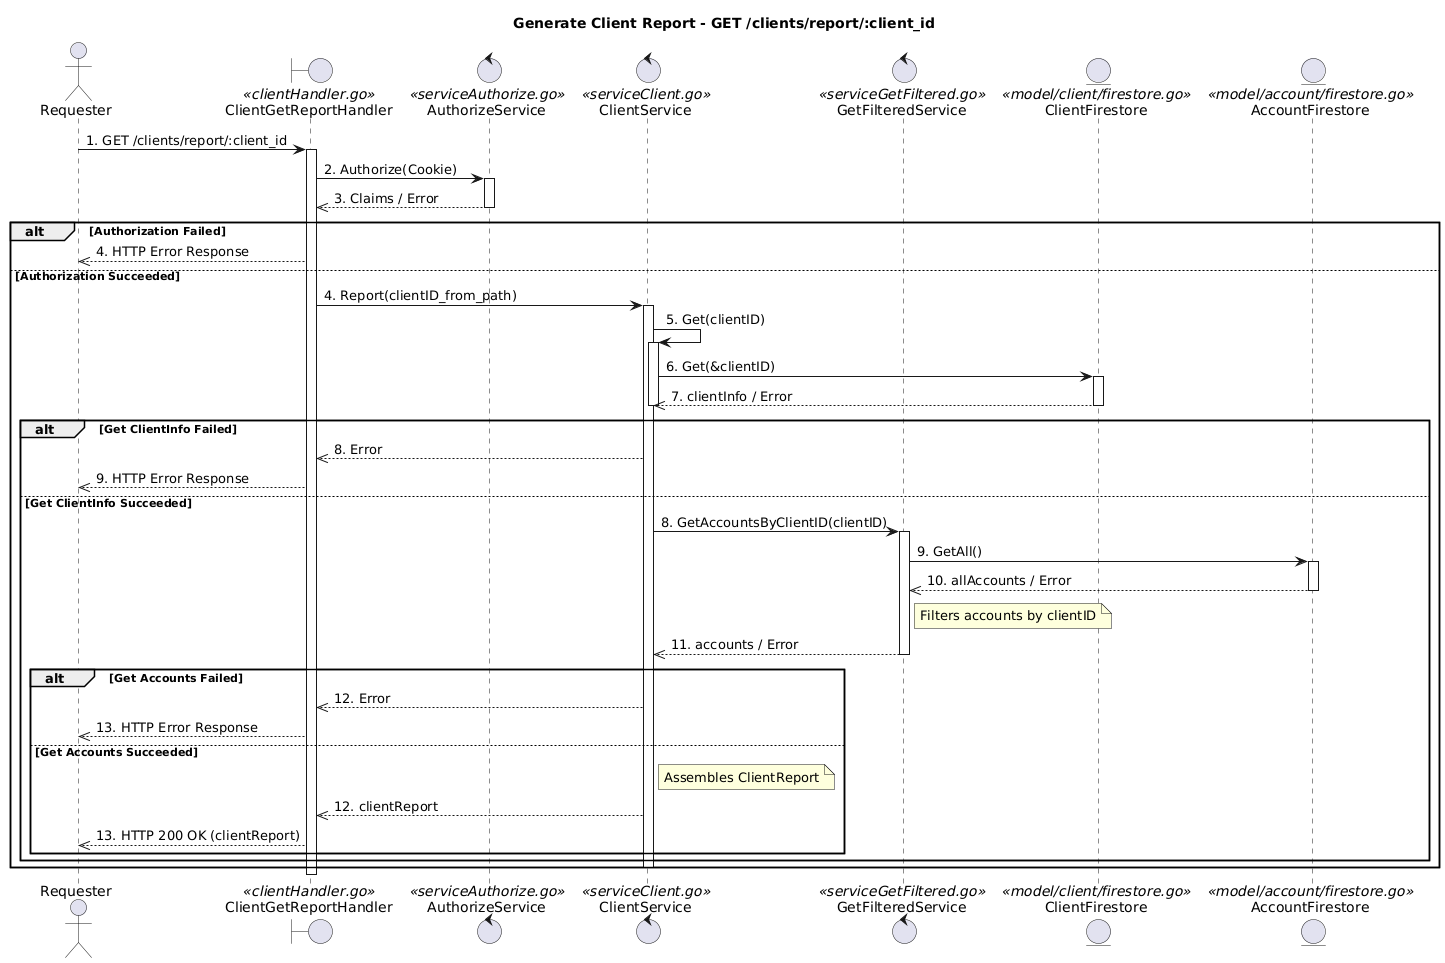 Generate Client Report - GET /clients/report/:client_id
Requester
«clientHandler.go»
ClientGetReportHandler
«serviceAuthorize.go»
AuthorizeService
«serviceClient.go»
ClientService
«serviceGetFiltered.go»
GetFilteredService
«model/client/firestore.go»
ClientFirestore
«model/account/firestore.go»
AccountFirestore
1. GET /clients/report/:client_id
2. Authorize(Cookie)
3. Claims / Error
alt [Authorization Failed]
4. HTTP Error Response
[Authorization Succeeded]
4. Report(clientID_from_path)
5. Get(clientID)
6. Get(&clientID)
7. clientInfo / Error
alt [Get ClientInfo Failed]
8. Error
9. HTTP Error Response
[Get ClientInfo Succeeded]
8. GetAccountsByClientID(clientID)
9. GetAll()
10. allAccounts / Error
Filters accounts by clientID
11. accounts / Error
alt [Get Accounts Failed]
12. Error
13. HTTP Error Response
[Get Accounts Succeeded]
Assembles ClientReport
12. clientReport
13. HTTP 200 OK (clientReport)
Requester
«clientHandler.go»
ClientGetReportHandler
«serviceAuthorize.go»
AuthorizeService
«serviceClient.go»
ClientService
«serviceGetFiltered.go»
GetFilteredService
«model/client/firestore.go»
ClientFirestore
«model/account/firestore.go»
AccountFirestore